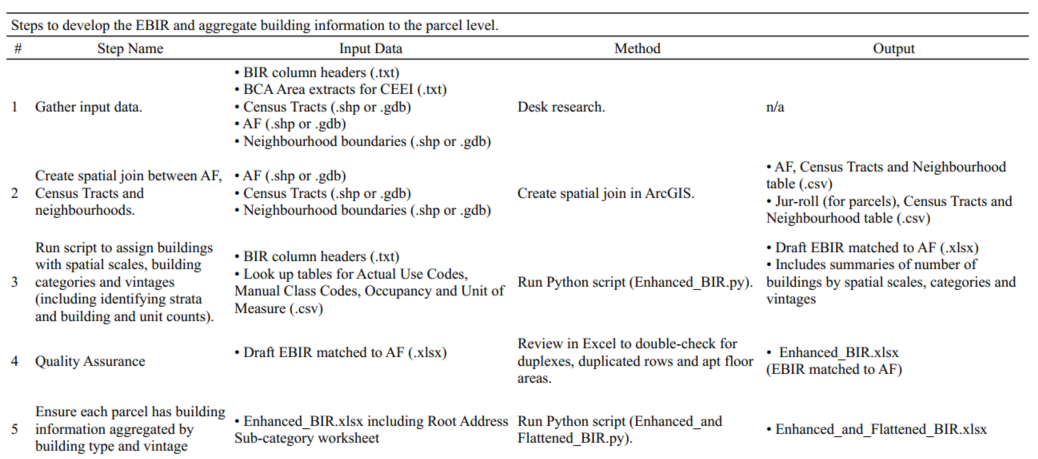 Steps to develop the EBIR and aggregate building information to the parcel level.
# Step Name Input Data Method Output
1 Gather input data.
• BIR column headers (.txt)
• BCA Area extracts for CEEI (.txt)
• Census Tracts (.shp or .gdb)
• AF (.shp or .gdb)
• Neighbourhood boundaries (.shp or .gdb)
Desk research.
n/a
2 Create spatial join between AF,
Census Tracts and
neighbourhoods.
• AF (.shp or .gdb)
• Census Tracts (.shp or .gdb)
• Neighbourhood boundaries (.shp or .gdb)
Create spatial join in ArcGIS.
• AF, Census Tracts and Neighbourhood
table (.csv)
• Jur-roll (for parcels), Census Tracts and
Neighbourhood table (.csv)
3 Run script to assign buildings
with spatial scales, building
categories and vintages
(including identifying strata
and building and unit counts).
• BIR column headers (.txt)
• Look up tables for Actual Use Codes,
Manual Class Codes, Occupancy and Unit of
Measure (.csv)
Run Python script (Enhanced_BIR.py).
• Draft EBIR matched to AF (.xlsx)
• Includes summaries of number of
buildings by spatial scales, categories and
vintages
4 Quality Assurance
• Draft EBIR matched to AF (.xlsx)
Review in Excel to double-check for
duplexes, duplicated rows and apt floor
areas.
• Enhanced_BIR.xlsx
(EBIR matched to AF)
5 Ensure each parcel has building
information aggregated by
building type and vintage
• Enhanced_BIR.xlsx including Root Address
Sub-category worksheet
Run Python script (Enhanced_and
Flattened_BIR.py).
• Enhanced_and_Flattened_BIR.xlsx